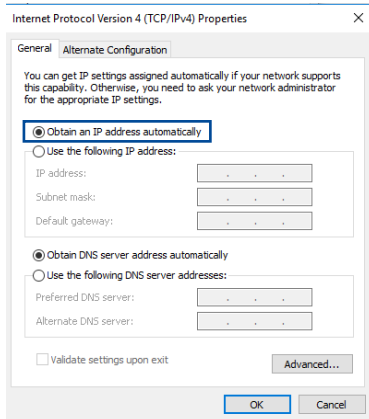 Internet Protocol Version 4 (TCP/IPv4) Properties
General
Alternate Configuration
You can get IP settings assigned automatically if your network supports
this capability. Otherwise, you need to ask your network administrator
for the appropriate IP settings.
Obtain an IP address automatically
Use the following IP address:
IP address:
Subnet mask:
Default gateway:
Obtain DNS server address automatically
Use the following DNS server addresses:
Preferred DNS server:
Alternate DNS server:
Validate settings upon exit
Advanced...
OK
Cancel